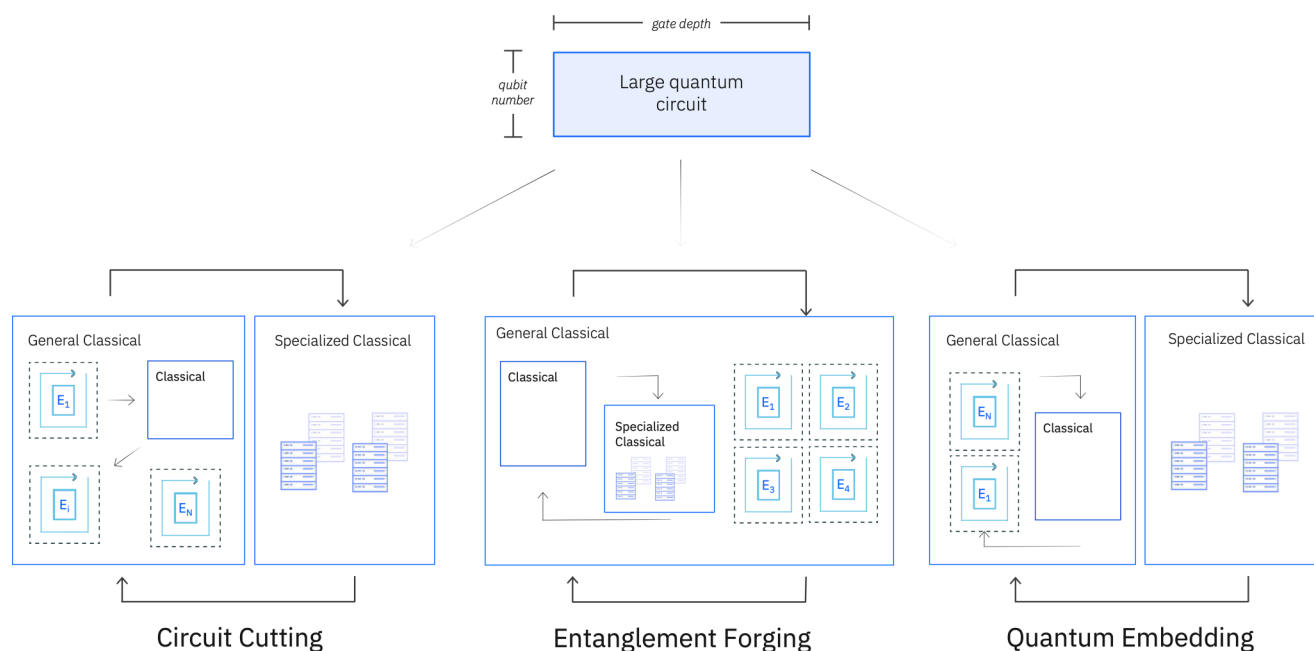 gate depth
qubit
number
Large quantum
circuit
General Classical
E1
Classical
Ei
EN
Specialized Classical
Circuit Cutting
General Classical
Classical
Specialized
Classical
E1
E2
E3
E4
Entanglement Forging
General Classical
EN
Classical
E1
Specialized Classical
Quantum Embedding